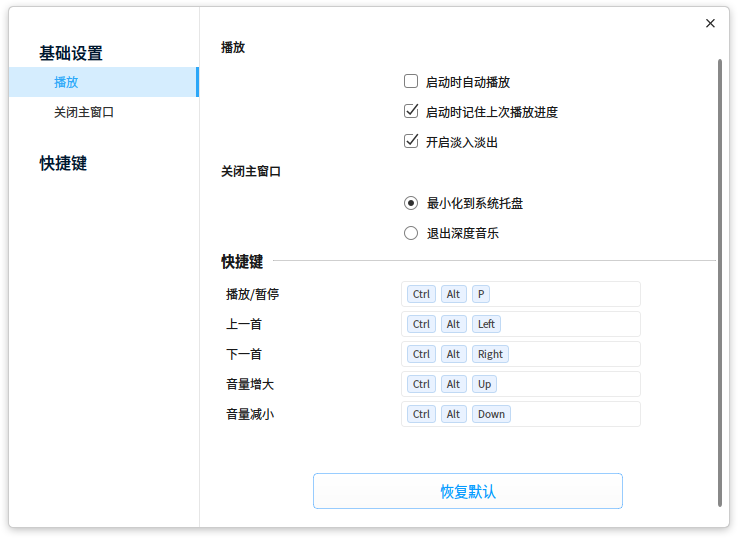 基础设置
播放
关闭主窗口
快捷键
播放
启动时自动播放
启动时记住上次播放进度
开启淡入淡出
关闭主窗口
最小化到系统托盘
退出深度音乐
快捷键
播放/暂停 Ctrl Alt P
上一首 Ctrl Alt Left
下一首 Ctrl Alt Right
音量增大 Ctrl Alt Up
音量减小 Ctrl Alt Down
恢复默认